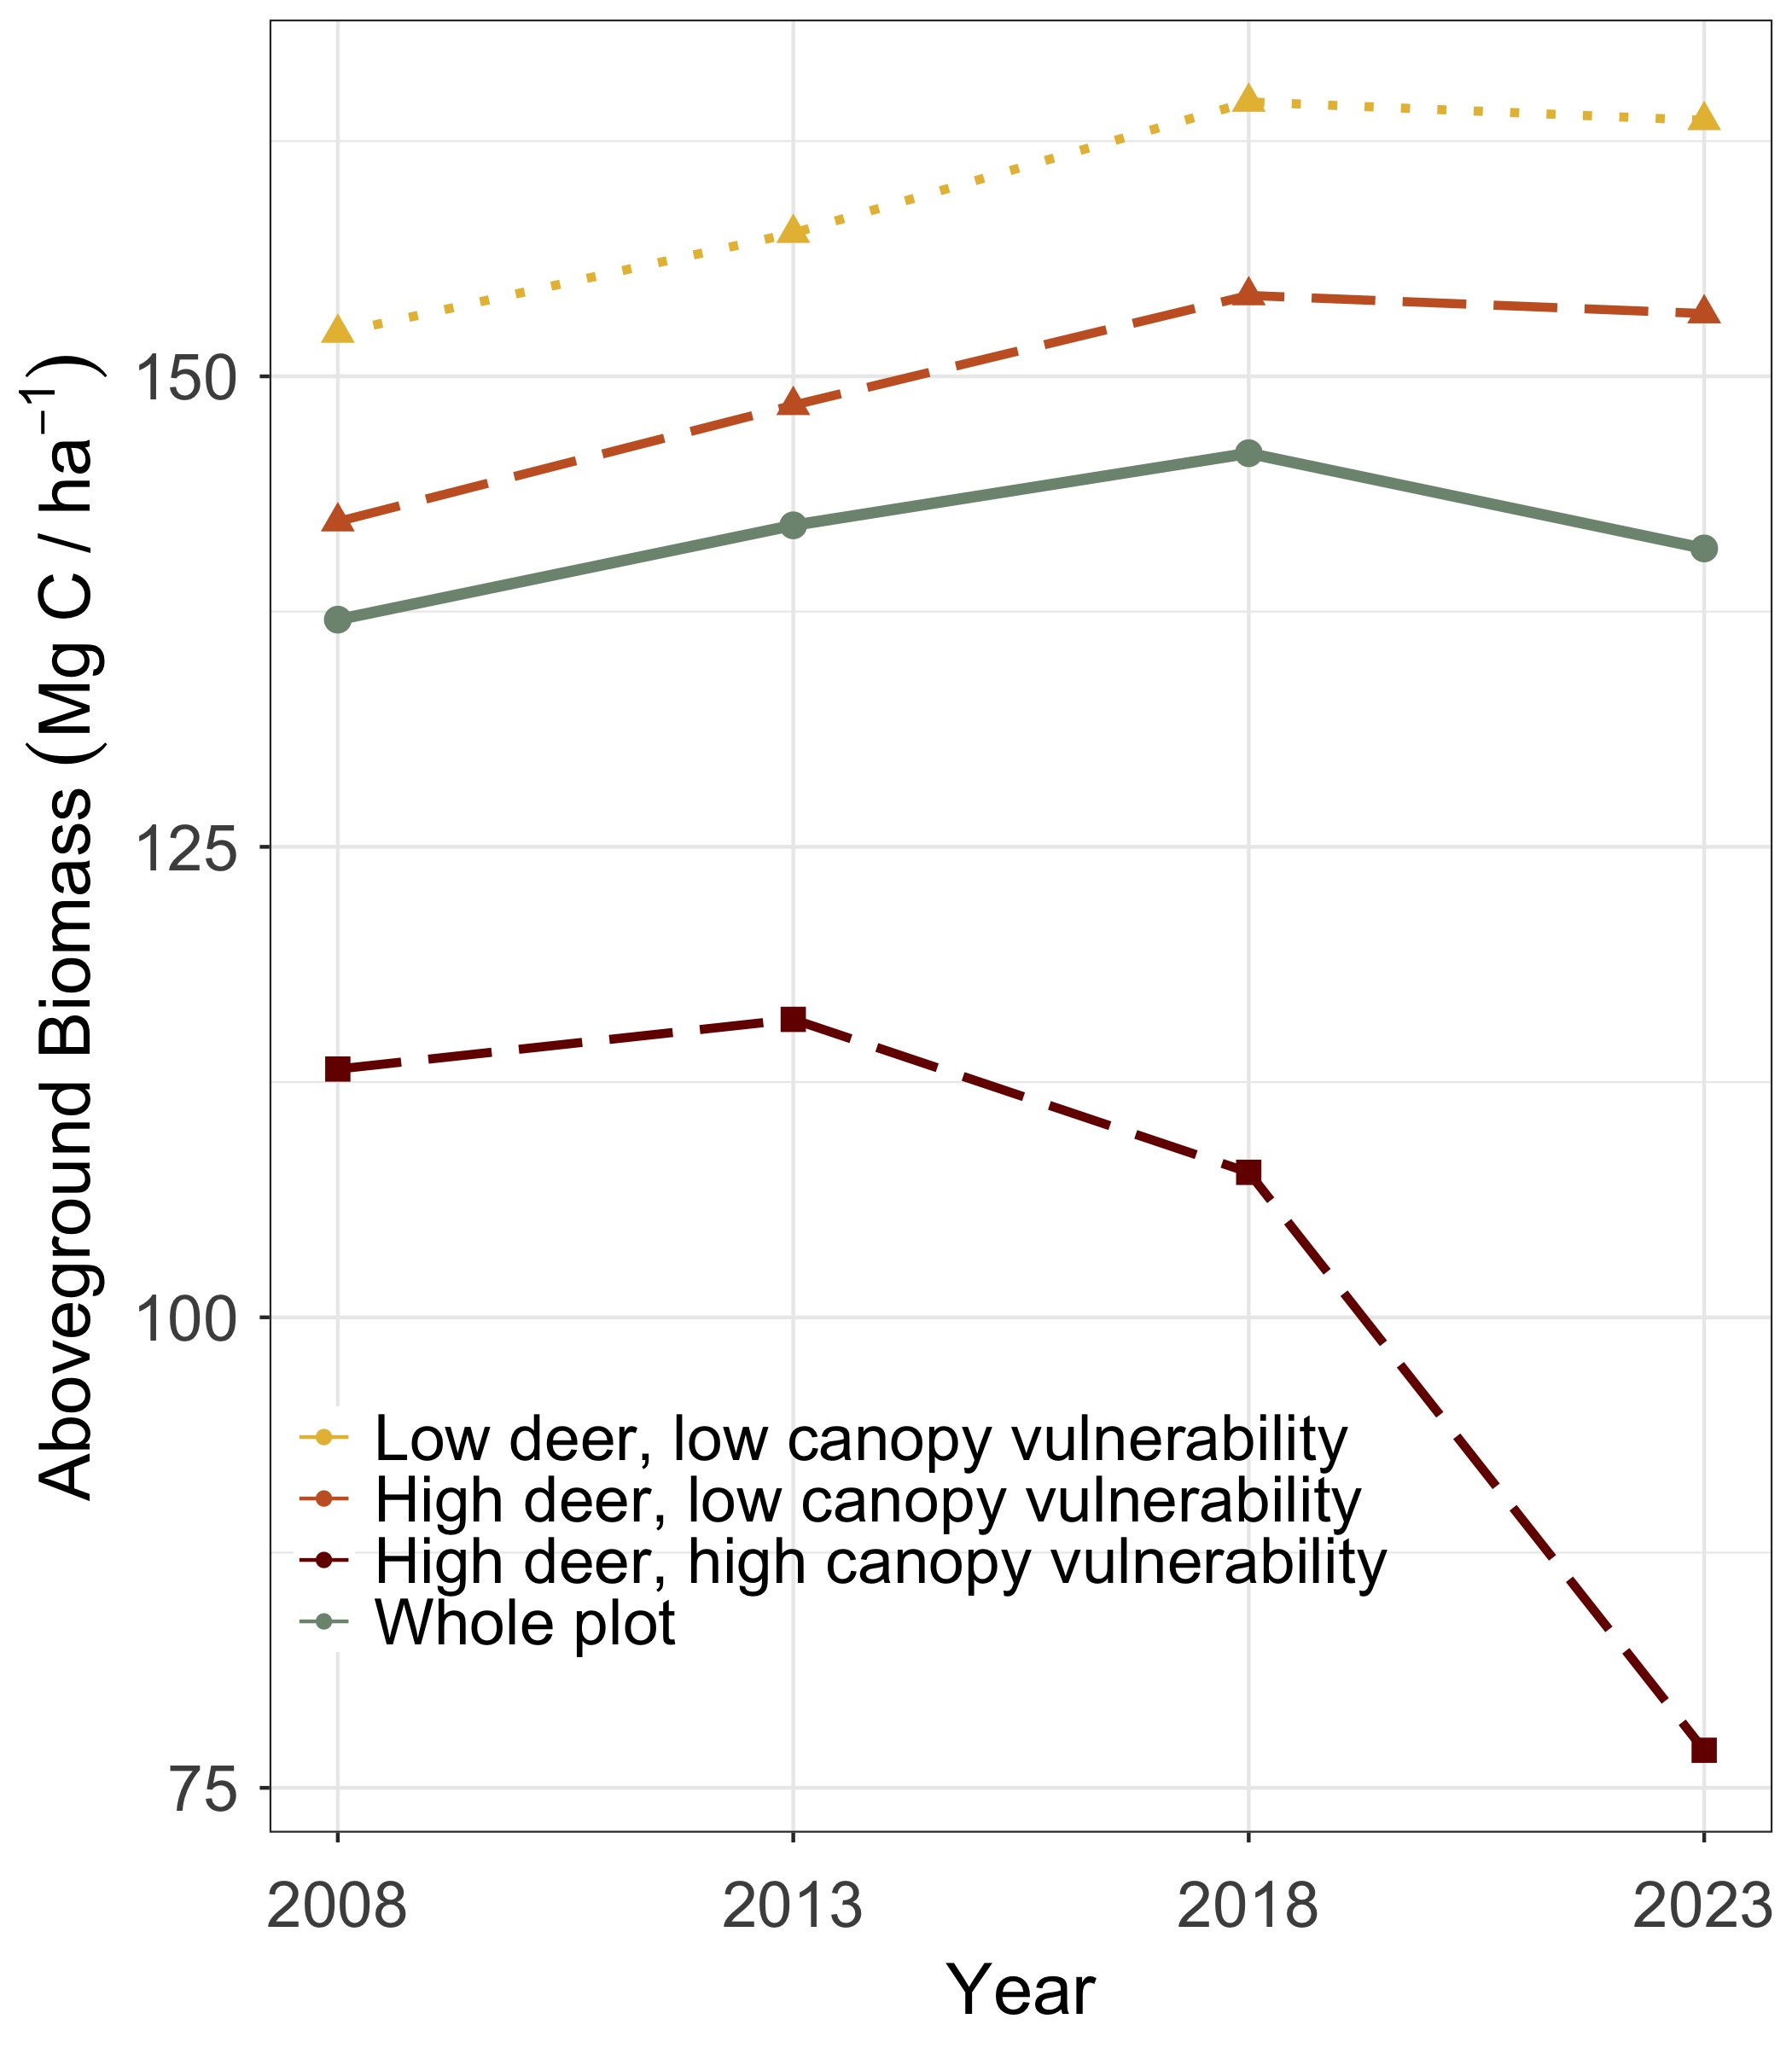 Aboveground Biomass (Mg C / ha⁻¹)
150
125
100
75
Low deer, low canopy vulnerability
High deer, low canopy vulnerability
High deer, high canopy vulnerability
Whole plot
2008 2013 2018 2023
Year